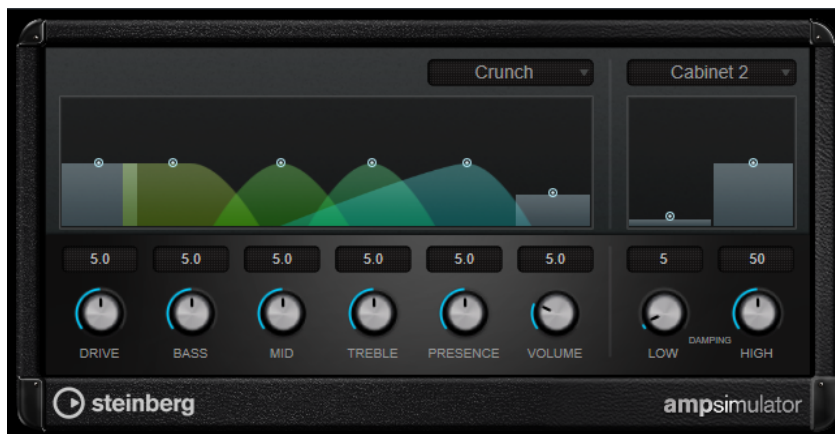 Crunch Cabinet 2
5.0 5.0 5.0 5.0 5.0 5.0 5 50
DRIVE BASS MID TREBLE PRESENCE VOLUME LOW DAMPING HIGH
steinberg ampsimulator